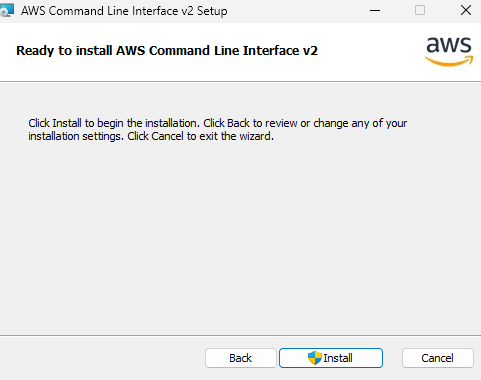 AWS Command Line Interface v2 Setup
Ready to install AWS Command Line Interface v2
aws
Click Install to begin the installation. Click Back to review or change any of your
installation settings. Click Cancel to exit the wizard.
Back
Install
Cancel